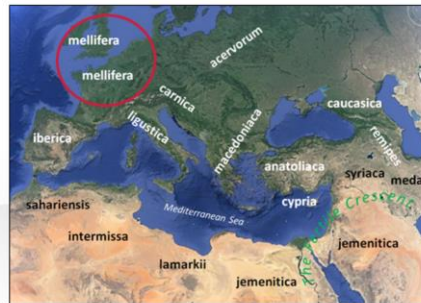 mellifera
mellifera
acervorum
carnica
caucasica
ligustica
macedoniaca
remipes
iberica
anatoliaca
syriaca
meda
cypria
sahariensis
Mediterranean Sea
The Fertile Crescent
intermissa
jemenitica
lamarkii
jemenitica